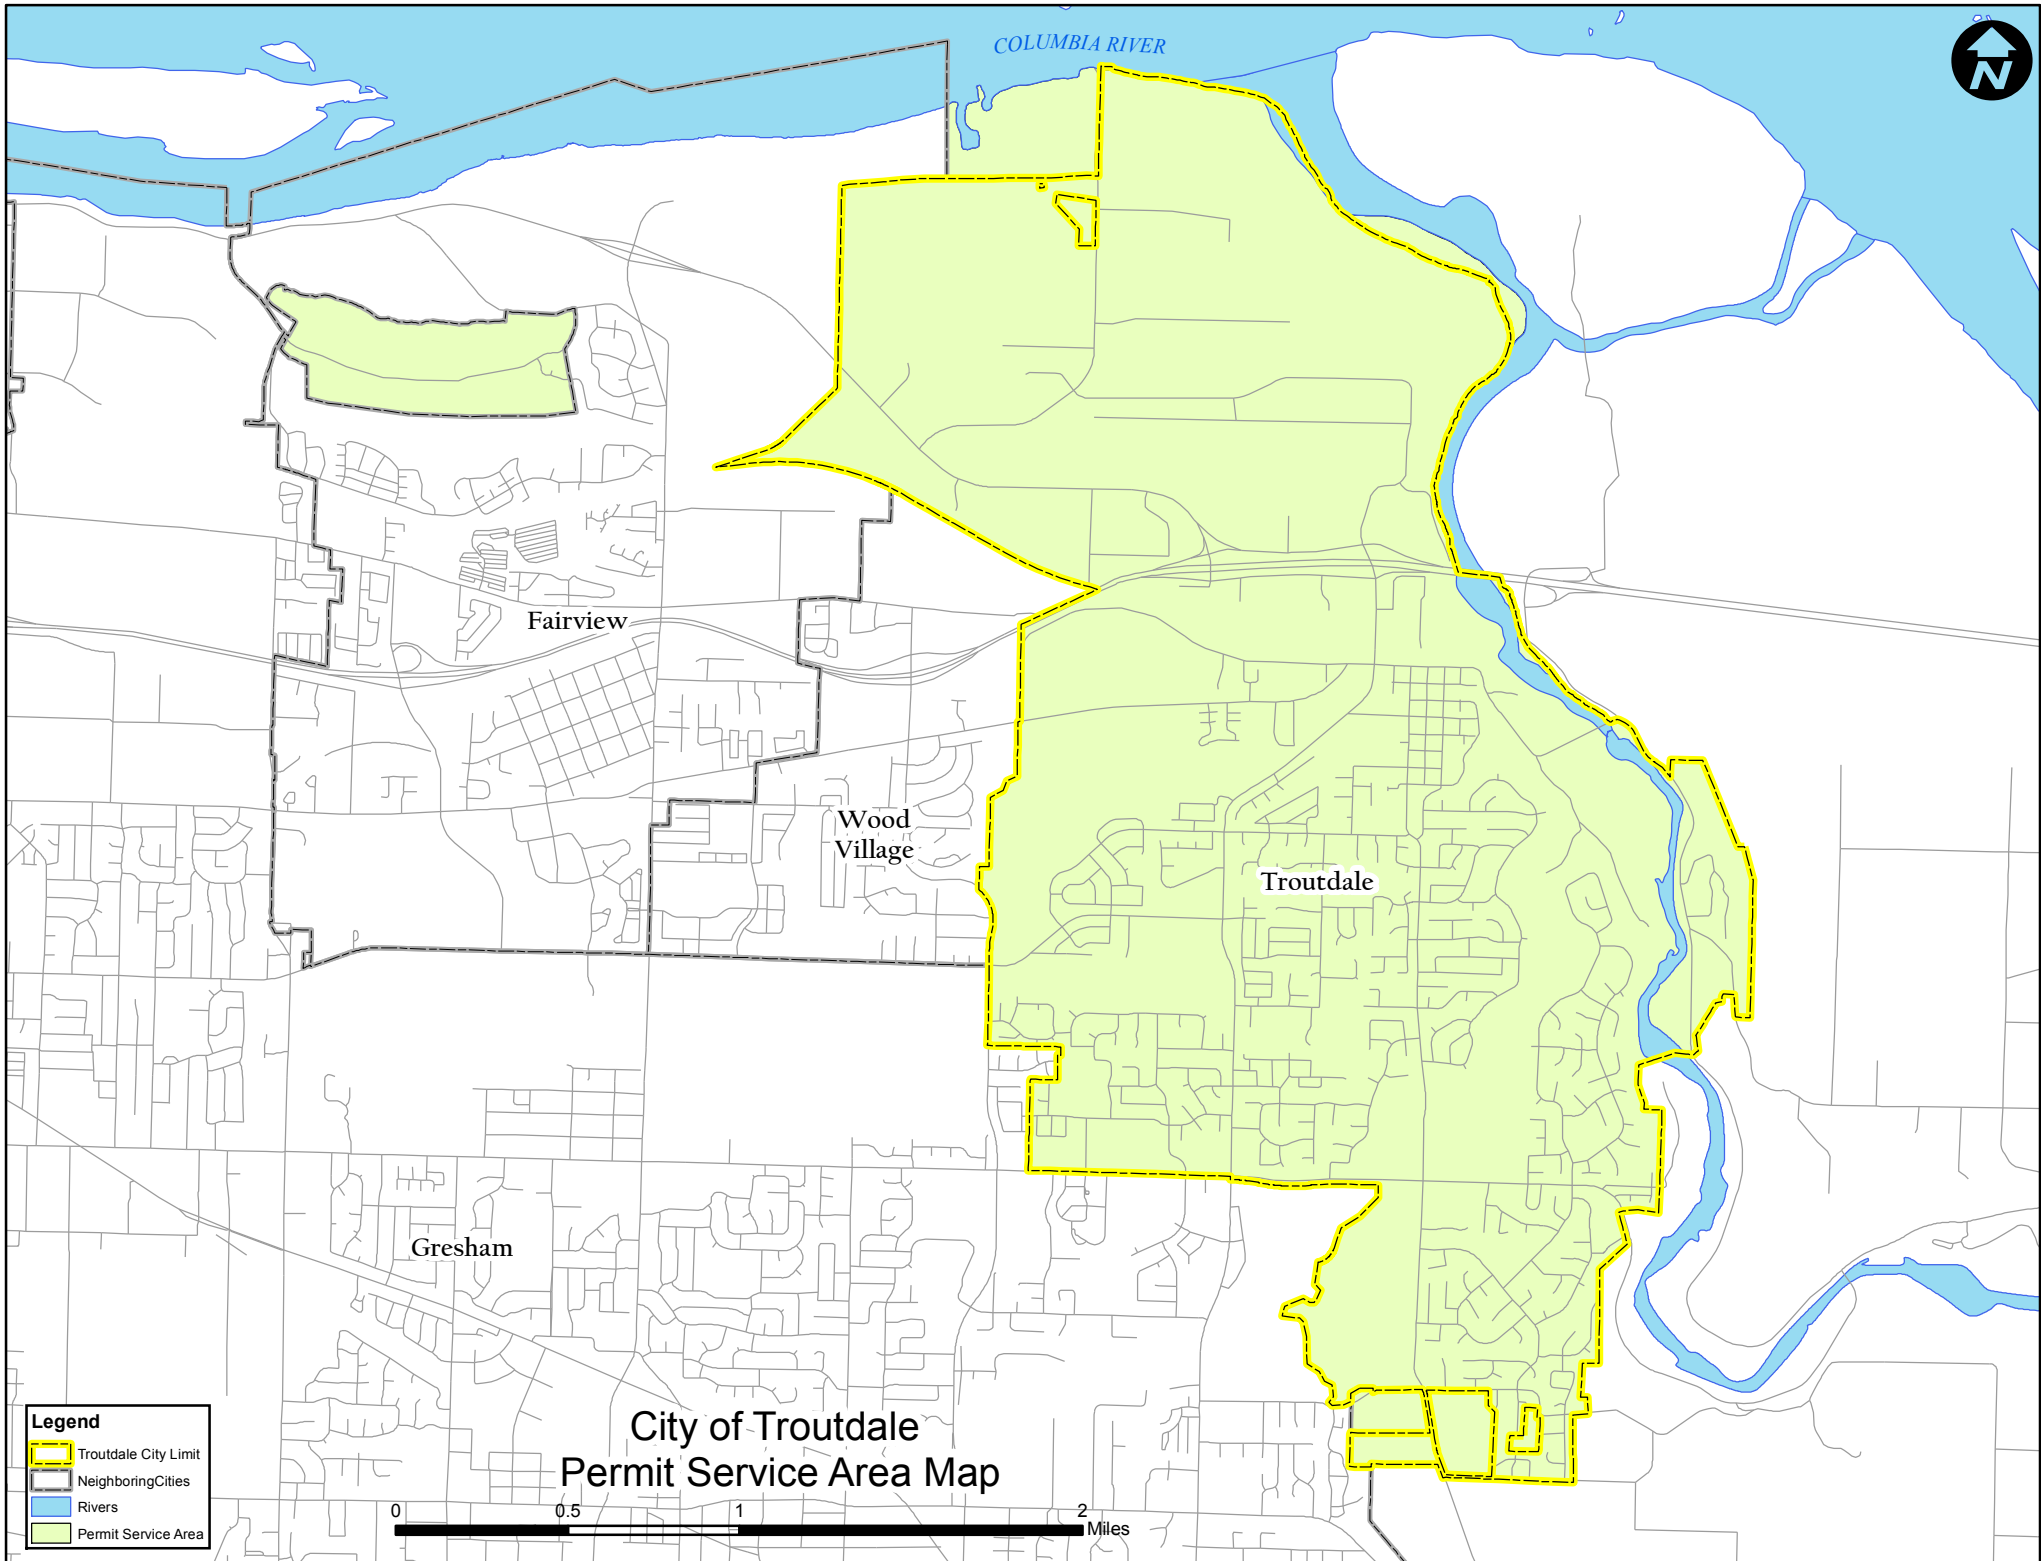 COLUMBIA RIVER
N
Fairview
Wood
Village
Troutdale
Gresham
City of Troutdale
Permit Service Area Map
0 0.5 1 2
Miles
Legend
Troutdale City Limit
NeighboringCities
Rivers
Permit Service Area